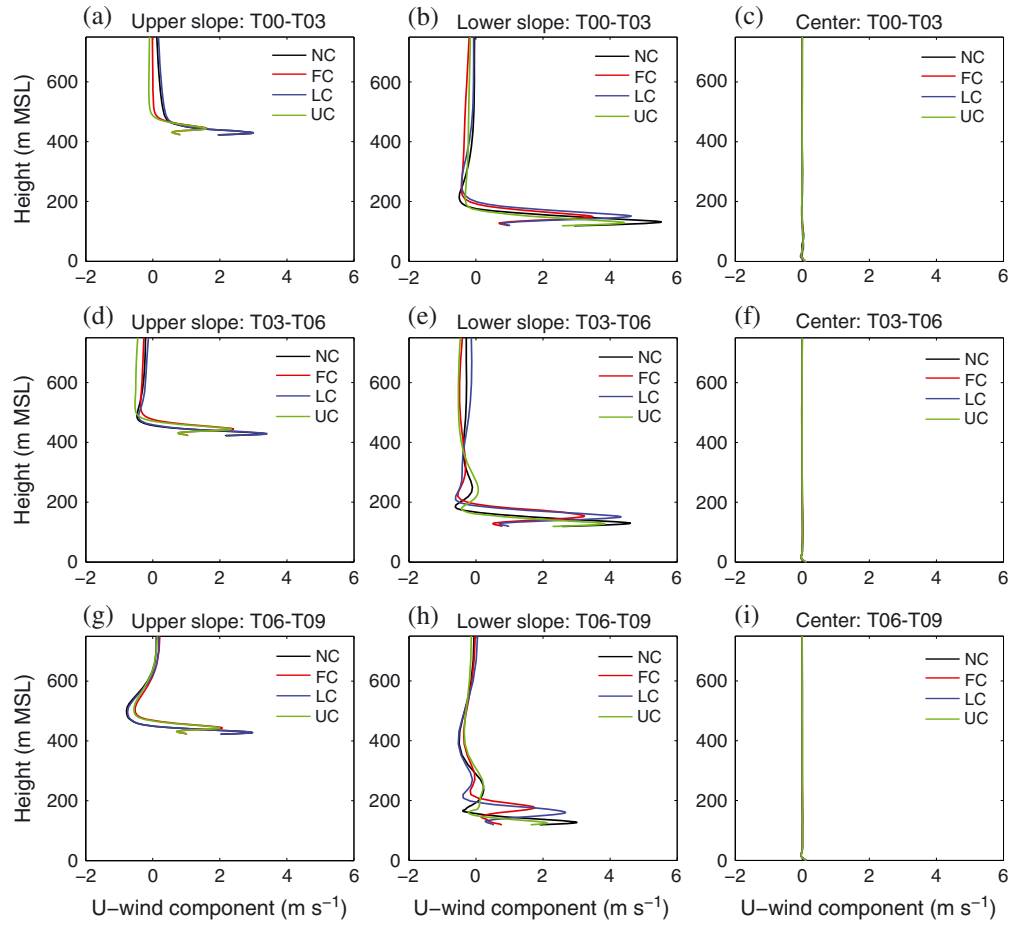 (a) Upper slope: T00-T03
Height (m MSL)
600
400
200
0
−2 0 2 4 6
NC
FC
LC
UC
(b) Lower slope: T00-T03
600
400
200
0
−2 0 2 4 6
NC
FC
LC
UC
(c) Center: T00-T03
600
400
200
0
−2 0 2 4 6
NC
FC
LC
UC
(d) Upper slope: T03-T06
Height (m MSL)
600
400
200
0
−2 0 2 4 6
NC
FC
LC
UC
(e) Lower slope: T03-T06
600
400
200
0
−2 0 2 4 6
NC
FC
LC
UC
(f) Center: T03-T06
600
400
200
0
−2 0 2 4 6
NC
FC
LC
UC
(g) Upper slope: T06-T09
Height (m MSL)
600
400
200
0
−2 0 2 4 6
U−wind component (m s−1)
NC
FC
LC
UC
(h) Lower slope: T06-T09
600
400
200
0
−2 0 2 4 6
U−wind component (m s−1)
NC
FC
LC
UC
(i) Center: T06-T09
600
400
200
0
−2 0 2 4 6
U−wind component (m s−1)
NC
FC
LC
UC